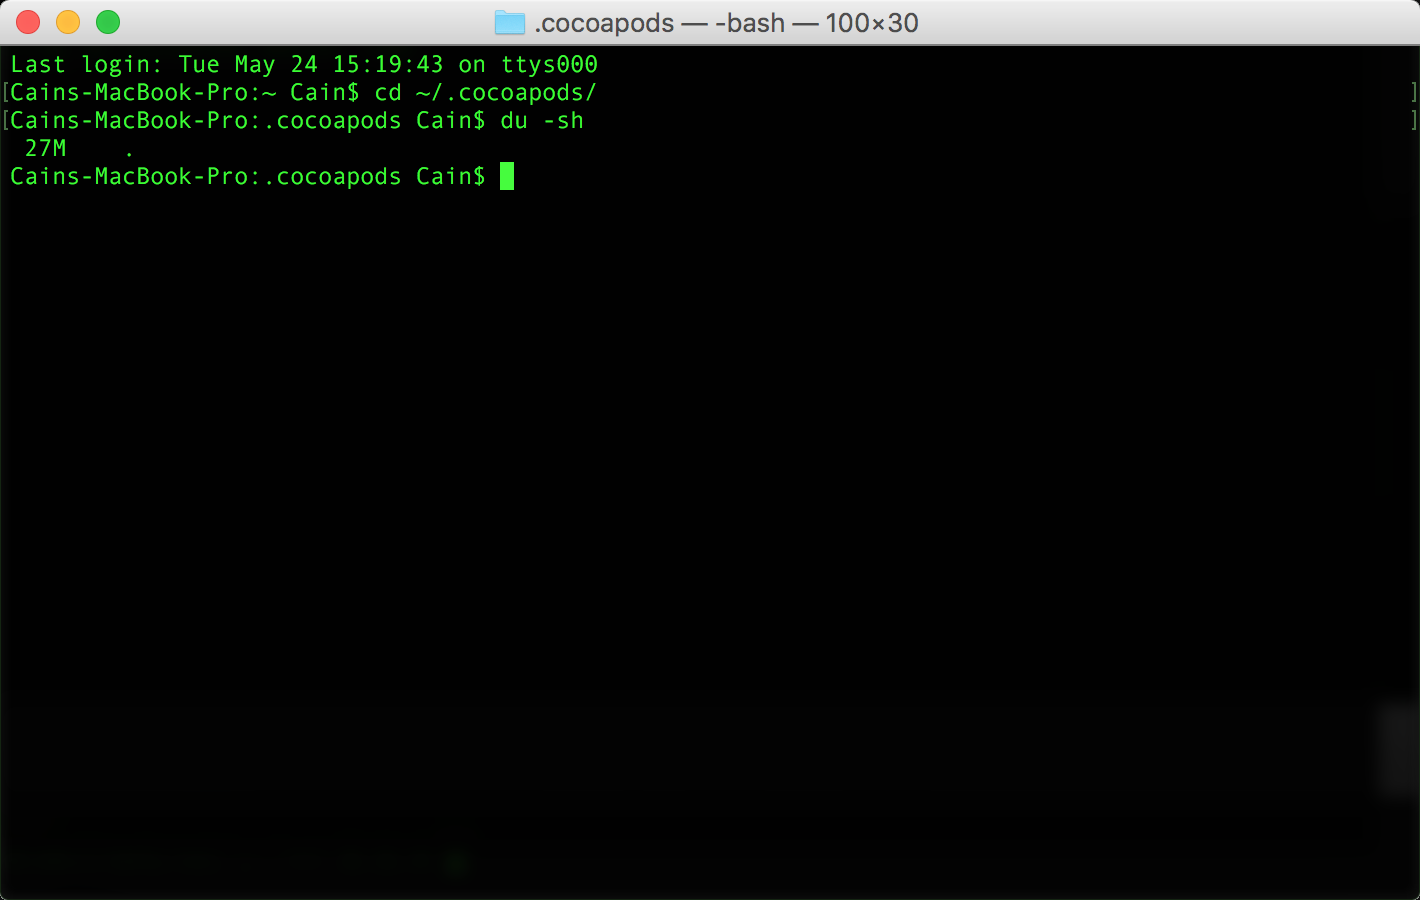 .cocoapods — -bash — 100×30
Last login: Tue May 24 15:19:43 on ttys000
[Cains-MacBook-Pro:~ Cain$ cd ~/.cocoapods/ ]
[Cains-MacBook-Pro:.cocoapods Cain$ du -sh ]
 27M    .
Cains-MacBook-Pro:.cocoapods Cain$